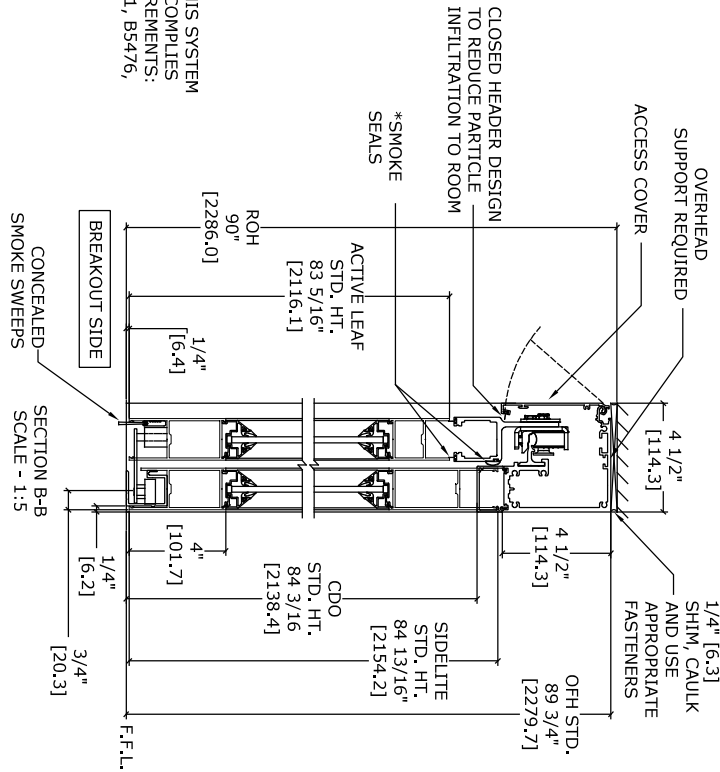 OVERHEAD
SUPPORT REQUIRED
ACCESS COVER
CLOSED HEADER DESIGN
TO REDUCE PARTICLE
INFILTRATION TO ROOM
*SMOKE
SEALS
4 1/2"
[114.3]
1/4" [6.3]
SHIM, CAULK
AND USE
APPROPRIATE
FASTENERS
4 1/2"
[114.3]
ROH
90"
[2286.0]
ACTIVE LEAF
STD. HT.
83 5/16"
[2116.1]
1/4"
[6.4]
OFH STD.
89 3/4"
[2279.7]
SIDELITE
STD. HT.
84 13/16"
[2154.2]
CDO
STD. HT.
84 3/16
[2138.4]
4"
[101.7]
1/4"
[6.2]
3/4"
[20.3]
F.F.L.
BREAKOUT SIDE
CONCEALED
SMOKE SWEEPS
SECTION B-B
SCALE - 1:5
IS SYSTEM
COMPLIES
REMENTS:
1, B5476,